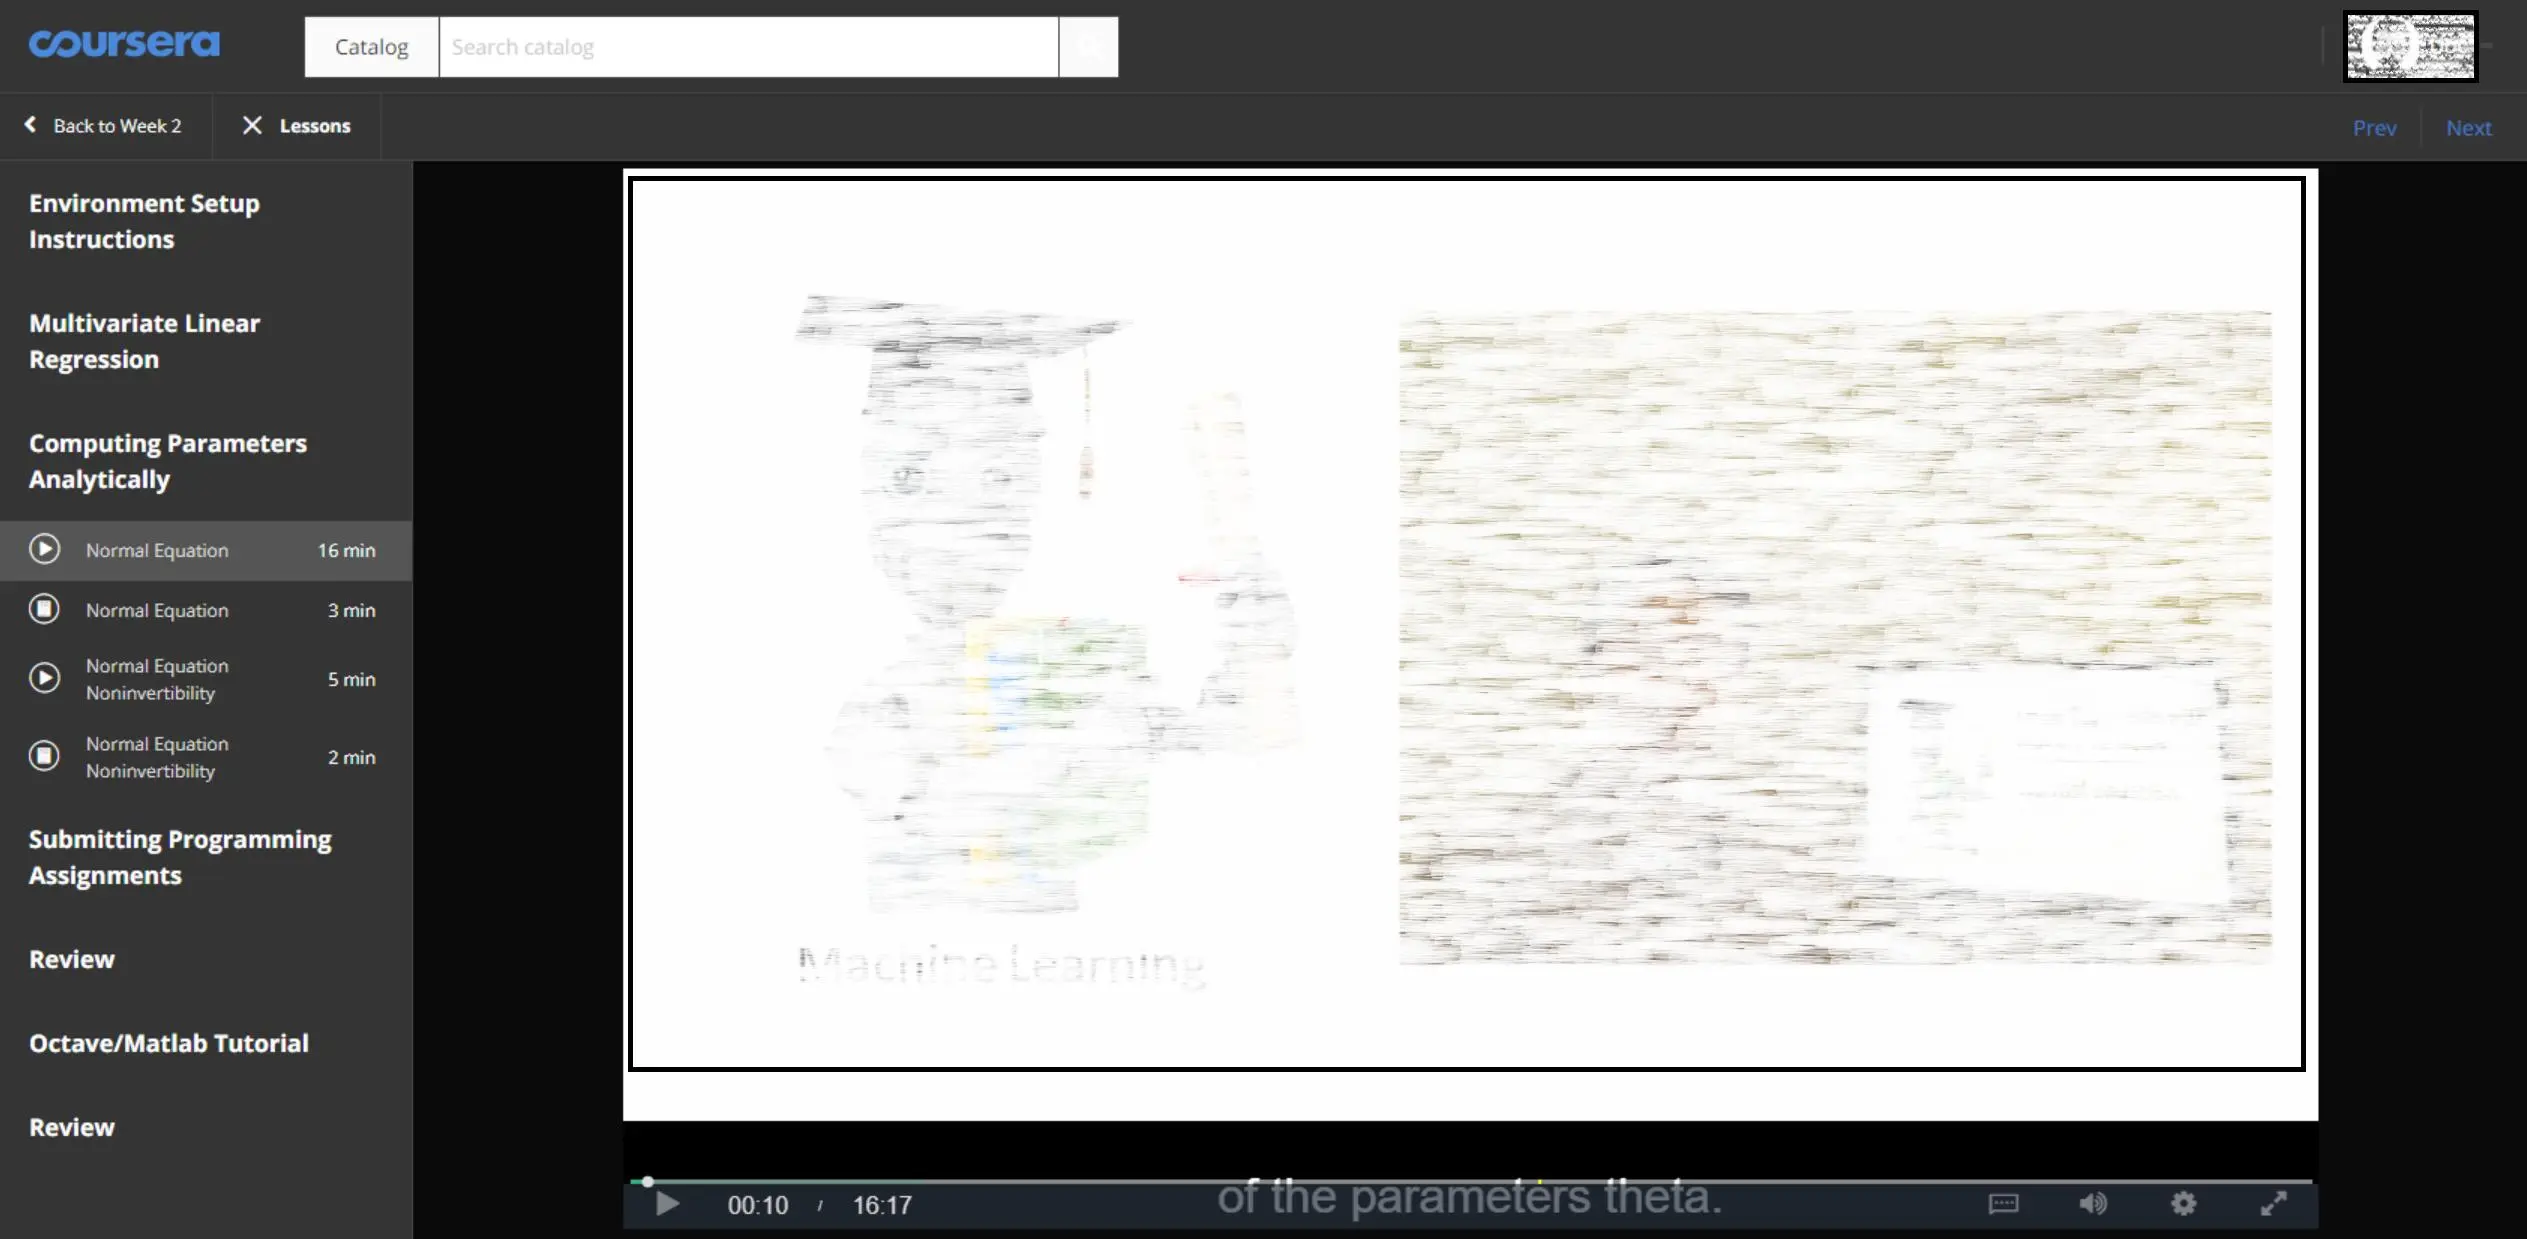 coursera
Catalog
Search catalog
Back to Week 2
Lessons
Prev
Next
Environment Setup
Instructions
Multivariate Linear
Regression
Computing Parameters
Analytically
Normal Equation 16 min
Normal Equation 3 min
Normal Equation
Noninvertibility
5 min
Normal Equation
Noninvertibility
2 min
Submitting Programming
Assignments
Review
Octave/Matlab Tutorial
Review
Machine Learning
of the parameters theta.
00:10 / 16:17